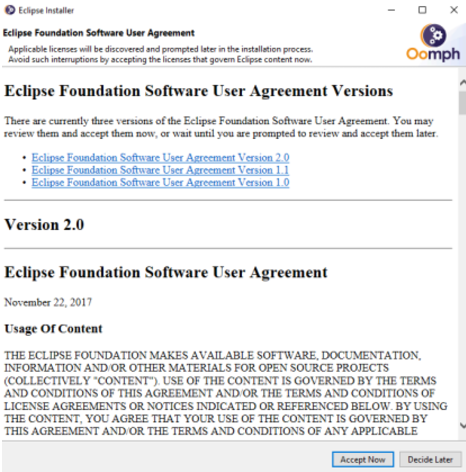 Eclipse Installer
Eclipse Foundation Software User Agreement
Applicable licenses will be discovered and prompted later in the installation process.
Avoid such interruptions by accepting the licenses that govern Eclipse content now.
Oomph
Eclipse Foundation Software User Agreement Versions
There are currently three versions of the Eclipse Foundation Software User Agreement. You may
review them and accept them now, or wait until you are prompted to review and accept them later.
• Eclipse Foundation Software User Agreement Version 2.0
• Eclipse Foundation Software User Agreement Version 1.1
• Eclipse Foundation Software User Agreement Version 1.0
Version 2.0
Eclipse Foundation Software User Agreement
November 22, 2017
Usage Of Content
THE ECLIPSE FOUNDATION MAKES AVAILABLE SOFTWARE, DOCUMENTATION,
INFORMATION AND/OR OTHER MATERIALS FOR OPEN SOURCE PROJECTS
(COLLECTIVELY "CONTENT"). USE OF THE CONTENT IS GOVERNED BY THE TERMS
AND CONDITIONS OF THIS AGREEMENT AND/OR THE TERMS AND CONDITIONS OF
LICENSE AGREEMENTS OR NOTICES INDICATED OR REFERENCED BELOW. BY USING
THE CONTENT, YOU AGREE THAT YOUR USE OF THE CONTENT IS GOVERNED BY
THIS AGREEMENT AND/OR THE TERMS AND CONDITIONS OF ANY APPLICABLE
Accept Now
Decide Later